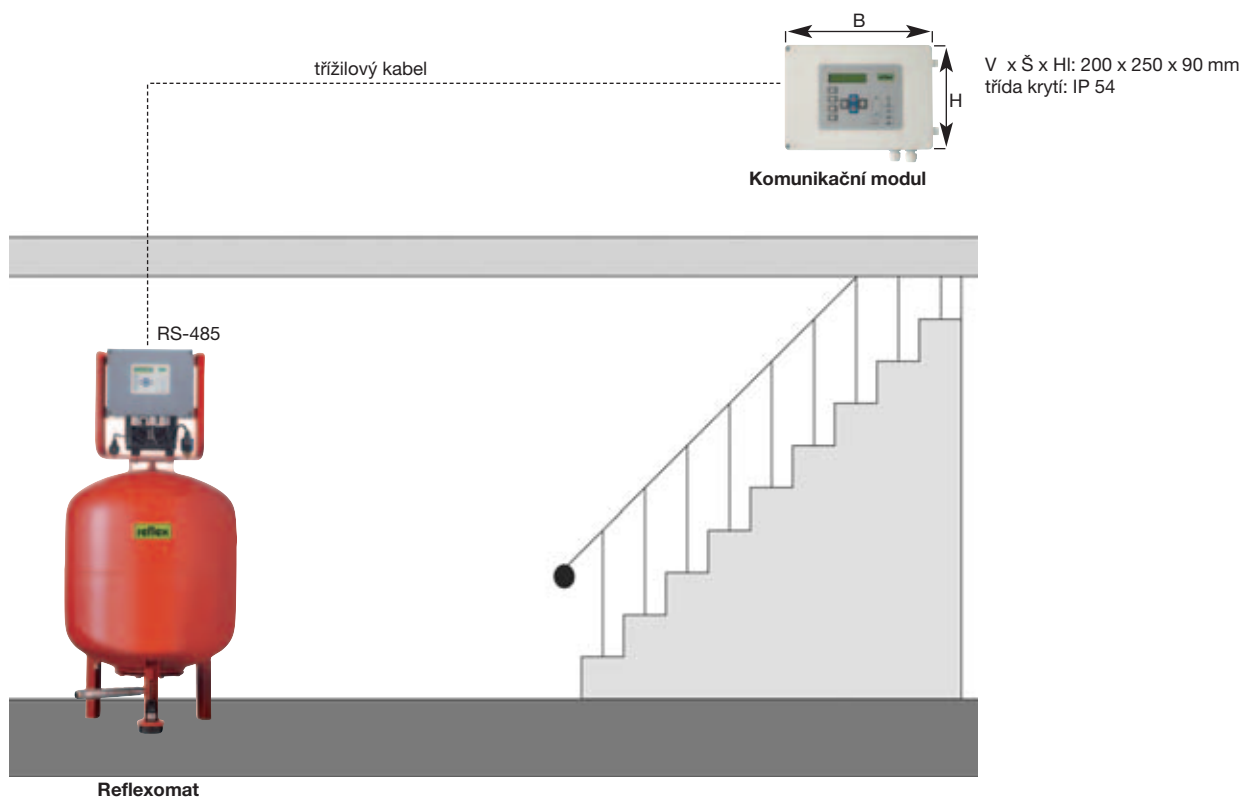 B
třížilový kabel
V x Š x Hl: 200 x 250 x 90 mm
třída krytí: IP 54
H
Komunikační modul
RS-485
reflex
Reflexomat